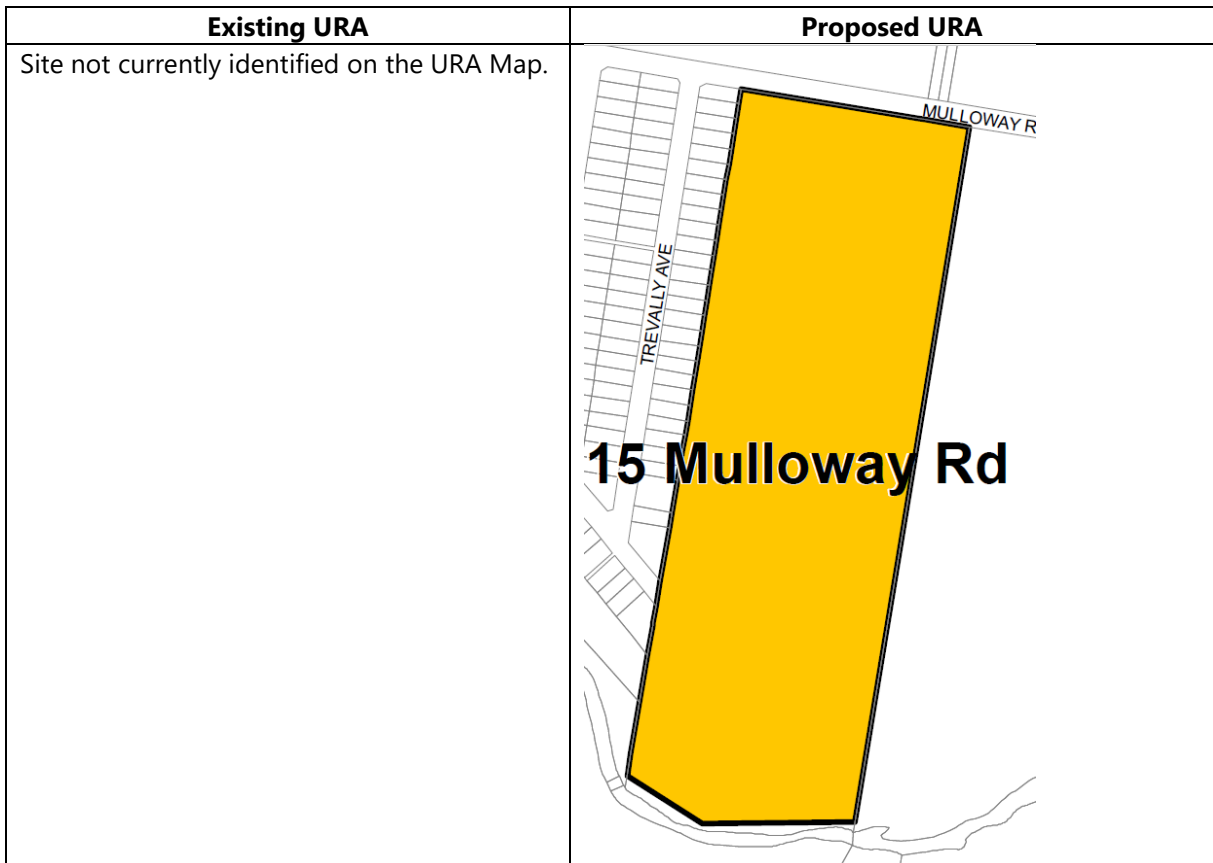 Existing URA
Proposed URA
Site not currently identified on the URA Map.
MULLOWAY R
TREVALLY AVE
15 Mulloway Rd